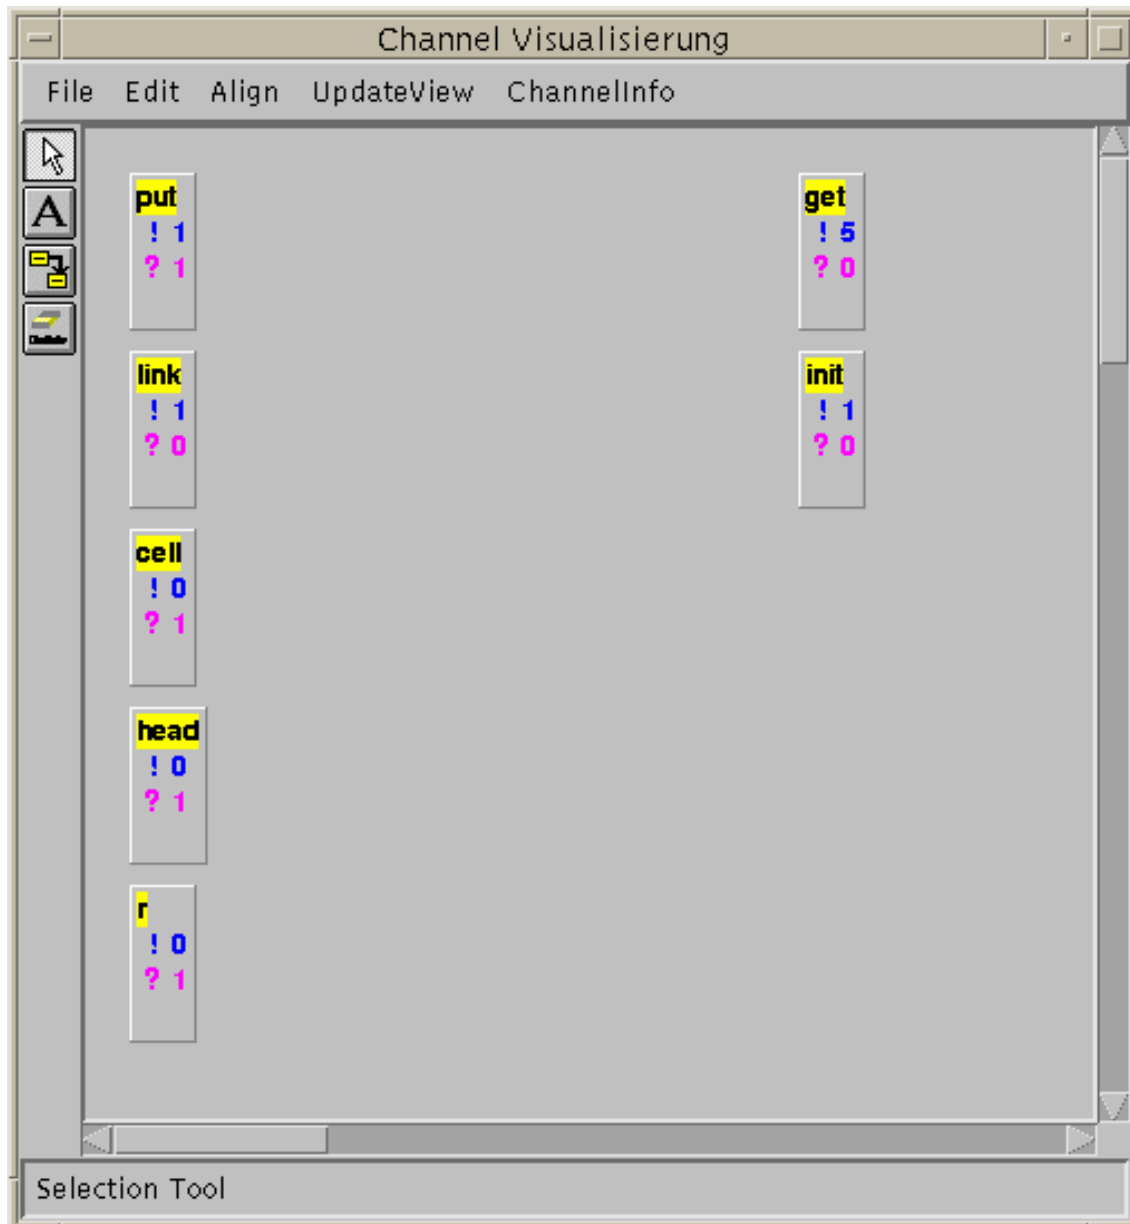 Channel Visualisierung
File Edit Align UpdateView ChannelInfo
A
put
! 1
? 1
get
! 5
? 0
link
! 1
? 0
init
! 1
? 0
cell
! 0
? 1
head
! 0
? 1
r
! 0
? 1
Selection Tool